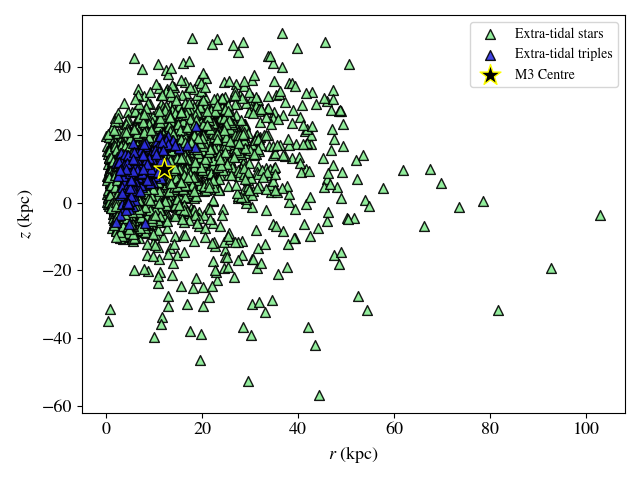 Extra-tidal stars
Extra-tidal triples
M3 Centre
40
20
0
−20
−40
−60
z (kpc)
0 20 40 60 80 100
r (kpc)